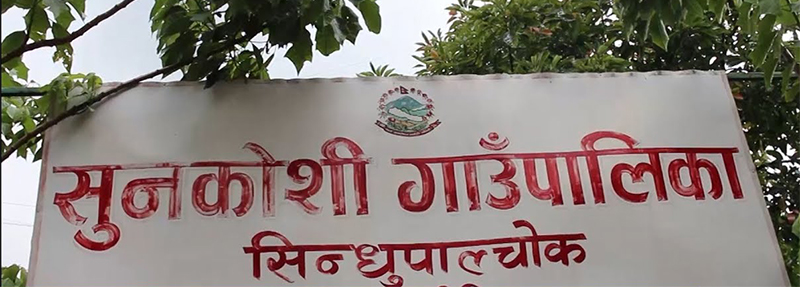 सुनकोशी गाउँपालिका
सिन्धुपाल्चोक